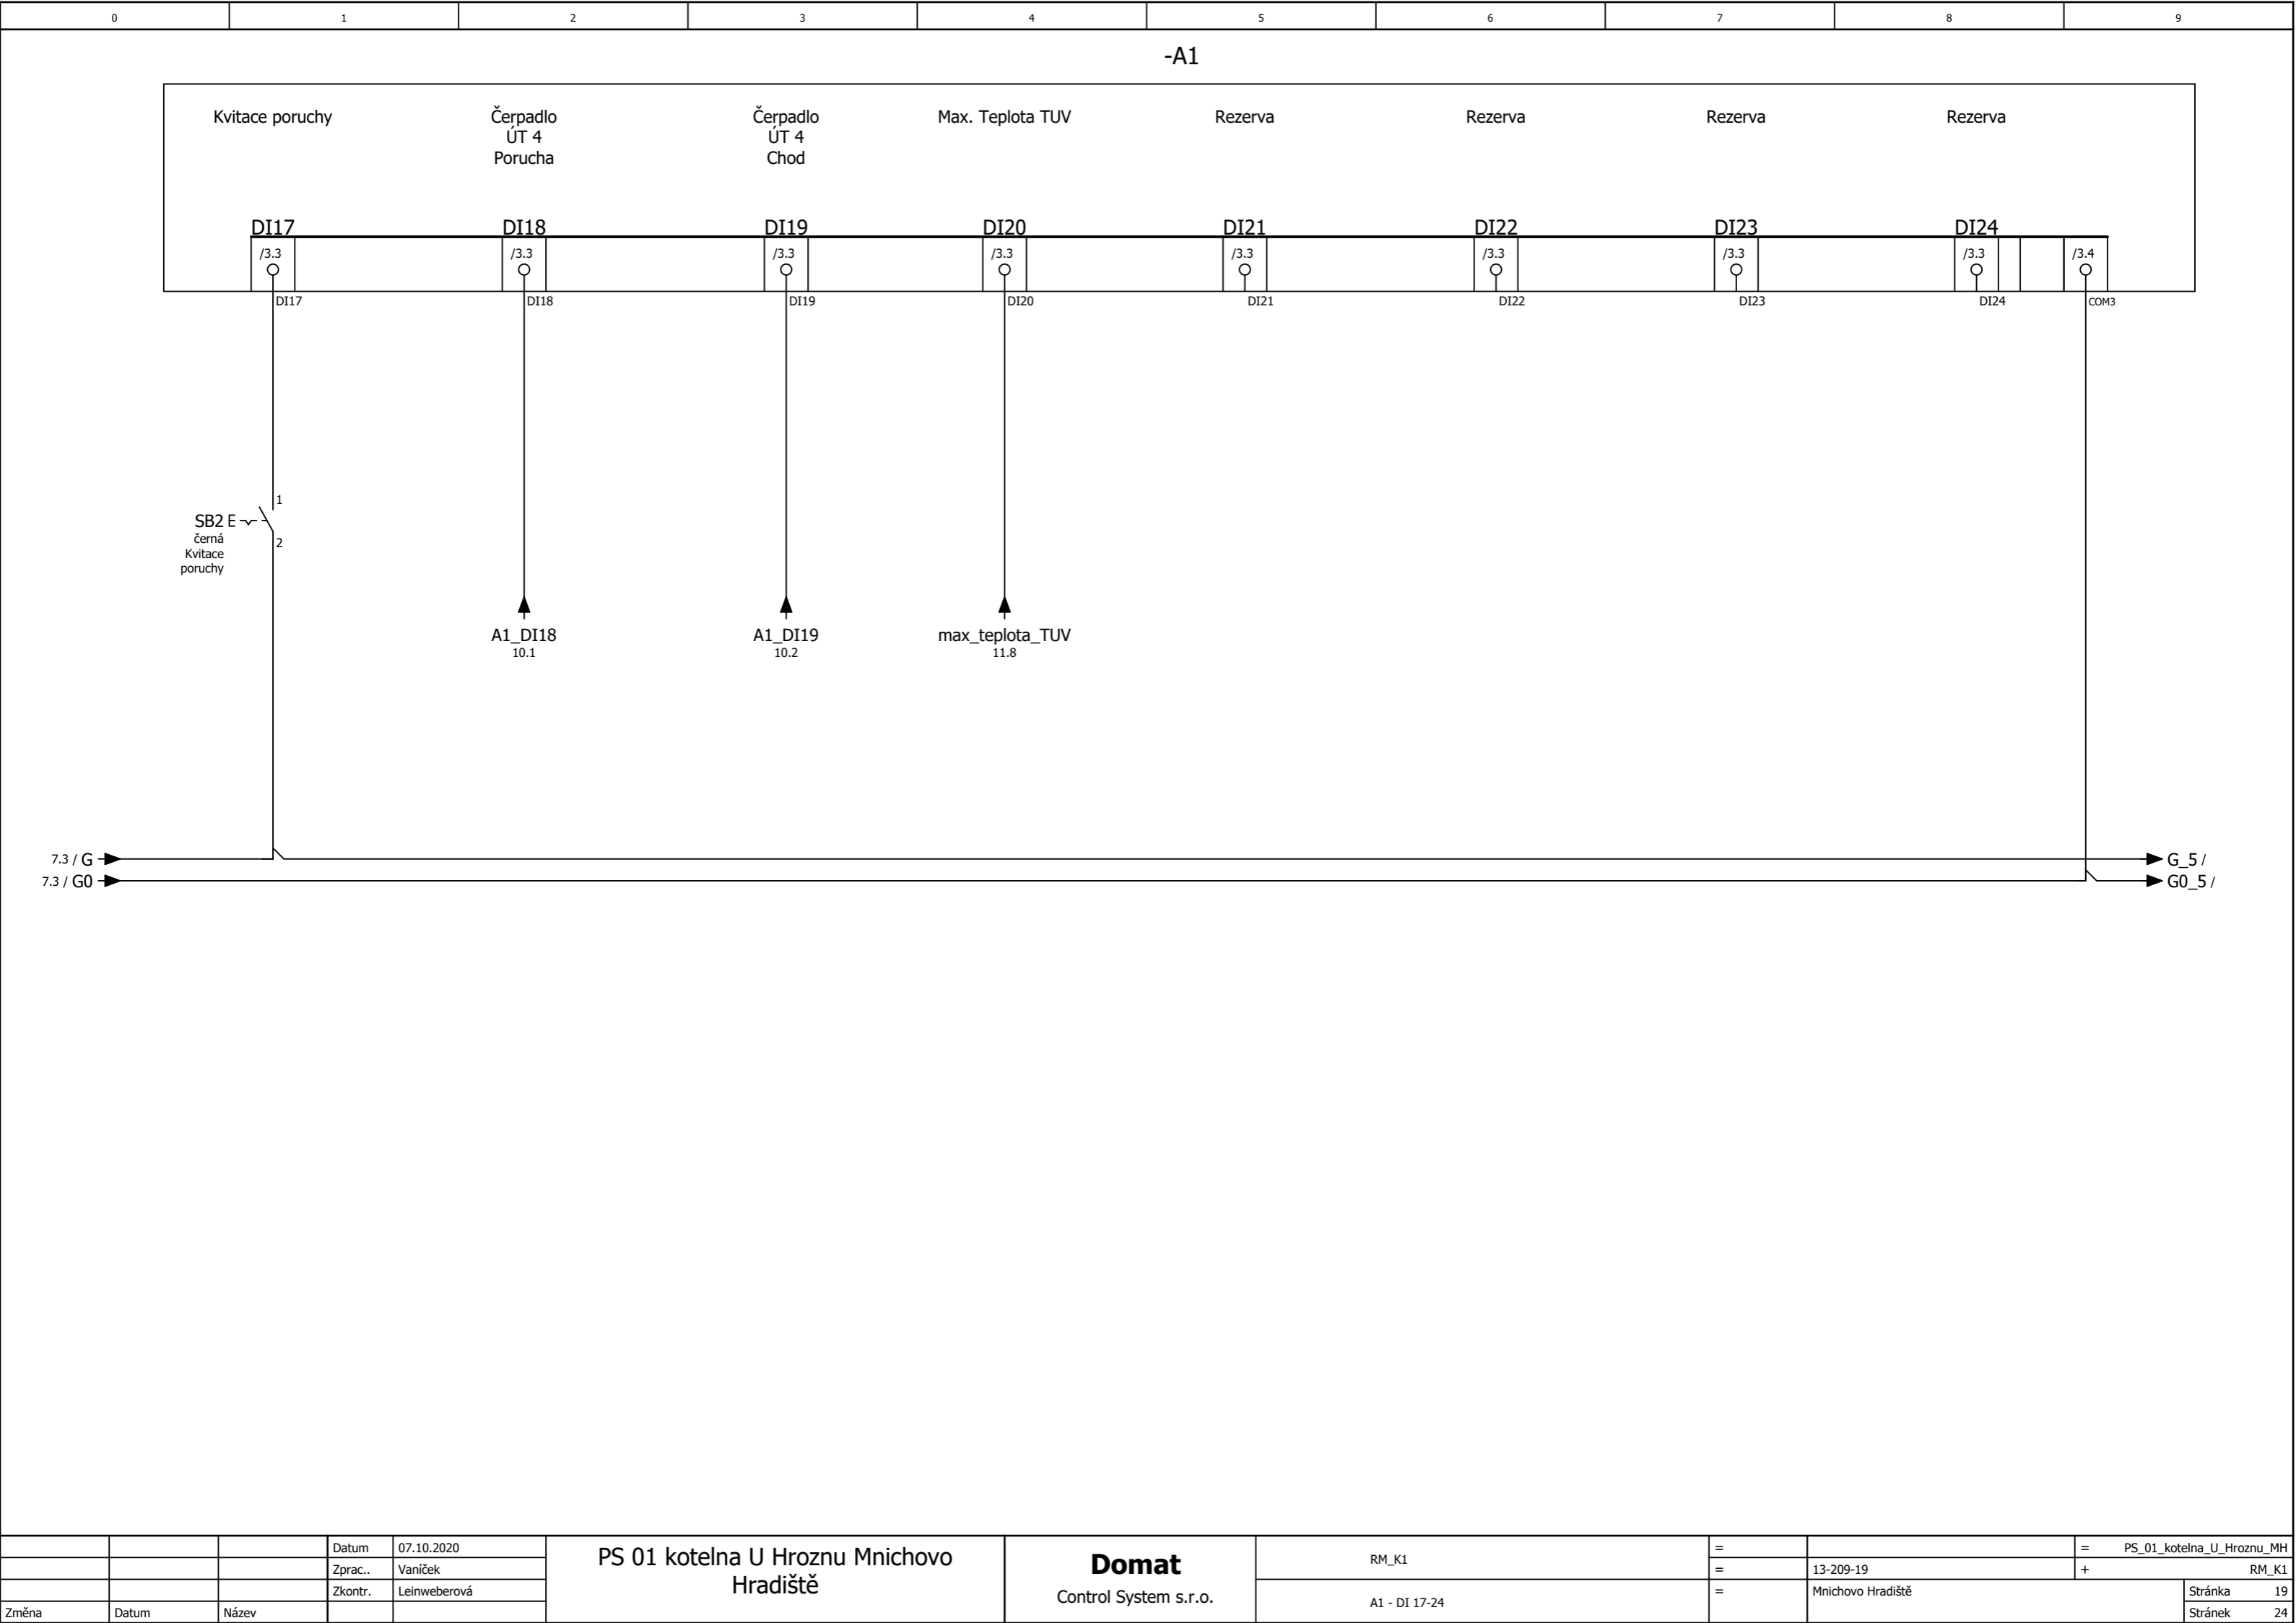 0 1 2 3 4 5 6 7 8 9
-A1
Kvitace poruchy
Čerpadlo
ÚT 4
Porucha
Čerpadlo
ÚT 4
Chod
Max. Teplota TUV
Rezerva
Rezerva
Rezerva
Rezerva
DI17 DI18 DI19 DI20 DI21 DI22 DI23 DI24
/3.3 /3.3 /3.3 /3.3 /3.3 /3.3 /3.3 /3.3 /3.4
DI17 DI18 DI19 DI20 DI21 DI22 DI23 DI24 COM3
1
SB2 E
2
černá
Kvitace
poruchy
A1_DI18
10.1
A1_DI19
10.2
max_teplota_TUV
11.8
7.3 / G
G_5 /
7.3 / G0
G0_5 /
Datum 07.10.2020
Zprac.. Vaníček
Zkontr. Leinweberová
Změna Datum Název
PS 01 kotelna U Hroznu Mnichovo
Hradiště
Domat
Control System s.r.o.
RM_K1
A1 - DI 17-24
=
= 13-209-19
= Mnichovo Hradiště
= PS_01_kotelna_U_Hroznu_MH
+ RM_K1
Stránka 19
Stránek 24